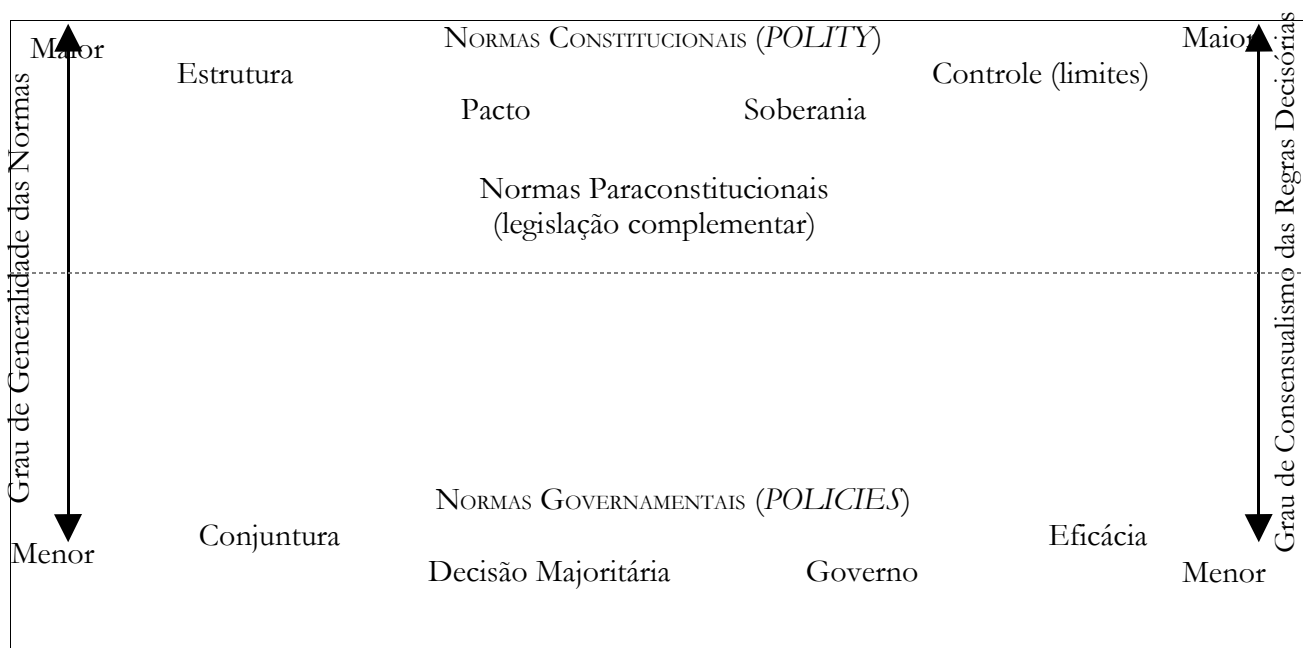 Grau de Generalidade das Normas
Maior
NORMAS CONSTITUCIONAIS (POLITY)
Maior
Estrutura
Controle (limites)
Pacto
Soberania
Normas Paraconstitucionais
(legislação complementar)
NORMAS GOVERNAMENTAIS (POLICIES)
Conjuntura
Eficácia
Menor
Decisão Majoritária
Governo
Menor
Grau de Consensualismo das Regras Decisórias